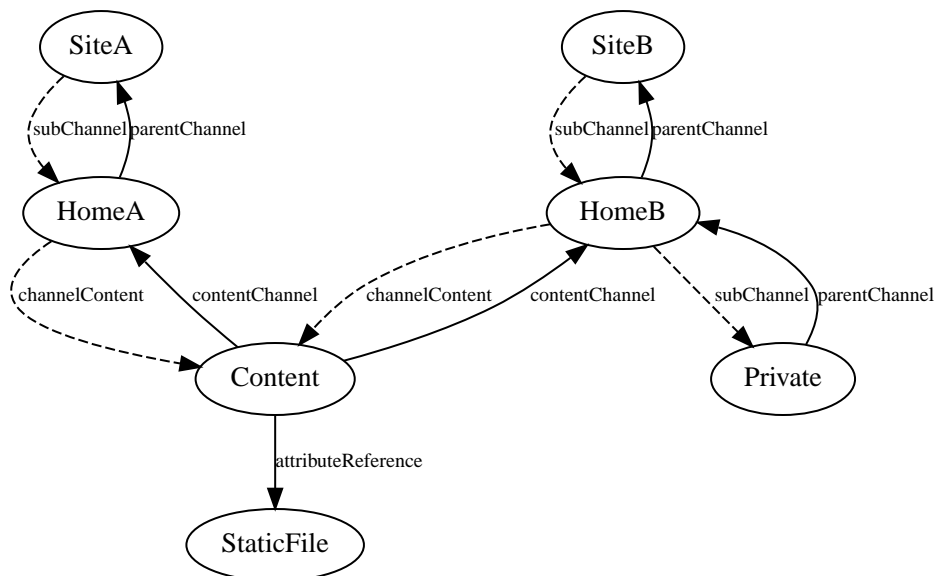 SiteA
SiteB
subChannel
parentChannel
subChannel
parentChannel
HomeA
HomeB
channelContent
contentChannel
channelContent
contentChannel
subChannel
parentChannel
Content
Private
attributeReference
StaticFile